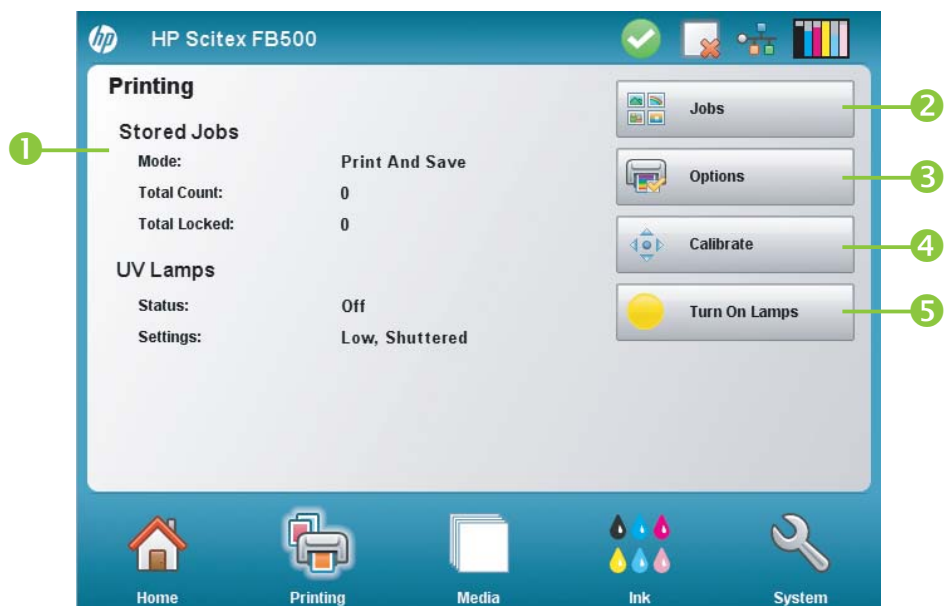 hp HP Scitex FB500
Printing
1
Stored Jobs
Mode: Print And Save
Total Count: 0
Total Locked: 0
UV Lamps
Status: Off
Settings: Low, Shuttered
Jobs 2
Options 3
Calibrate 4
Turn On Lamps 5
Home Printing Media Ink System